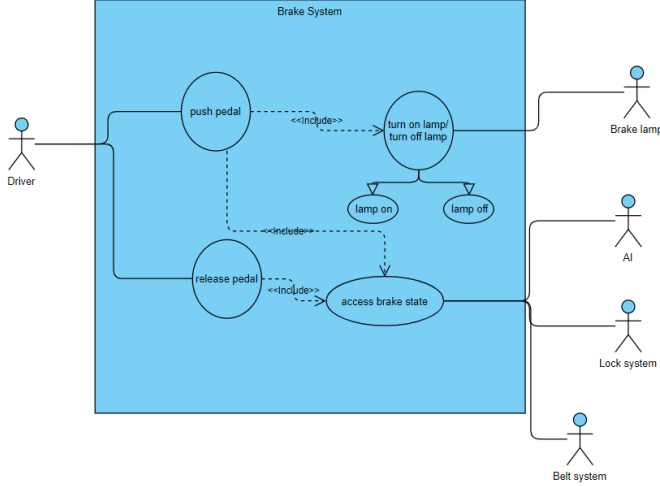 Brake System
push pedal
<<Include>>
turn on lamp/
turn off lamp
Brake lamp
Driver
lamp on
lamp off
<<Include>>
AI
release pedal
<<Include>>
access brake state
Lock system
Belt system